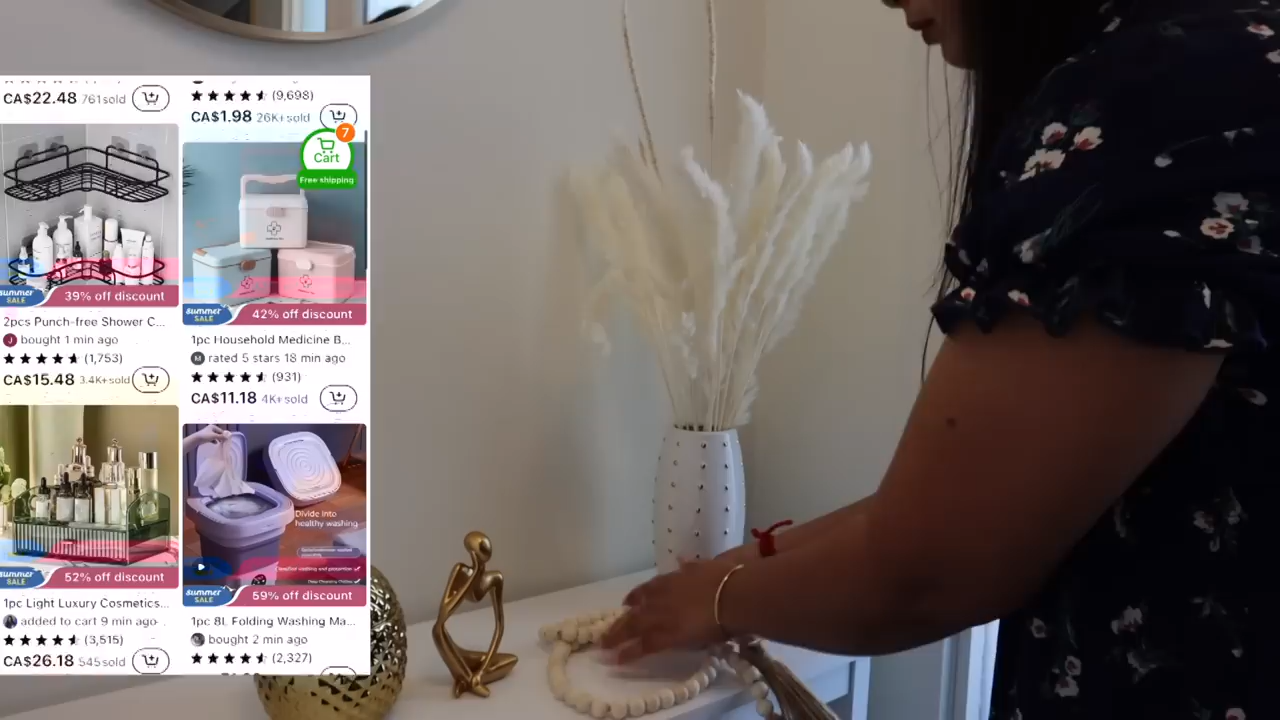 CA$22.48 761sold
(9,698)
CA$1.98 26K+sold
7
Cart
Free shipping
summer
SALE
39% off discount
2pcs Punch-free Shower C...
J bought 1 min ago
(1,753)
CA$15.48 3.4K+sold
summer
SALE
42% off discount
1pc Household Medicine B...
M rated 5 stars 18 min ago
(931)
CA$11.18 4K+sold
summer
SALE
52% off discount
1pc Light Luxury Cosmetics...
added to cart 9 min ago
(3,515)
CA$26.18 545sold
Divide into
healthy washing
summer
SALE
59% off discount
1pc 8L Folding Washing Ma...
bought 2 min ago
(2,327)